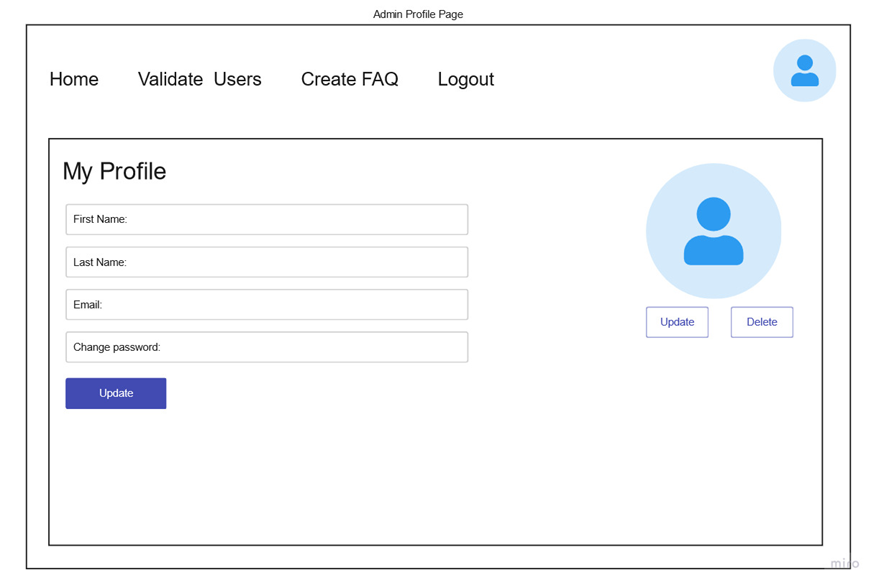 Admin Profile Page
Home Validate Users Create FAQ Logout
My Profile
First Name:
Last Name:
Email:
Change password:
Update Delete
Update
miro